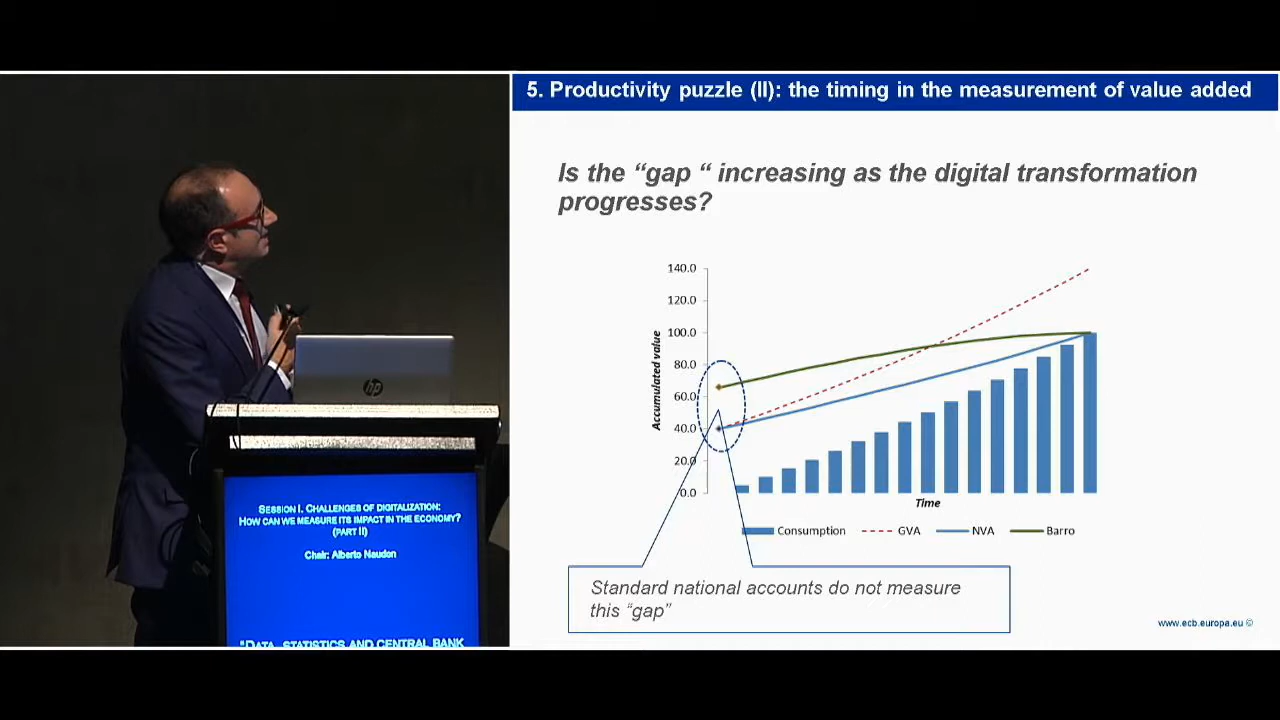 5. Productivity puzzle (II): the timing in the measurement of value added
Is the “gap “ increasing as the digital transformation
progresses?
140.0
120.0
100.0
80.0
60.0
40.0
20.0
0.0
Accumulated value
Time
Consumption
GVA
NVA
Barro
Standard national accounts do not measure
this “gap”
www.ecb.europa.eu ©
hp
SESSION I. CHALLENGES OF DIGITALIZATION:
HOW CAN WE MEASURE ITS IMPACT IN THE ECONOMY?
(PART II)
Chair: Alberto Naudon
"DATA, STATISTICS AND CENTRAL BANK